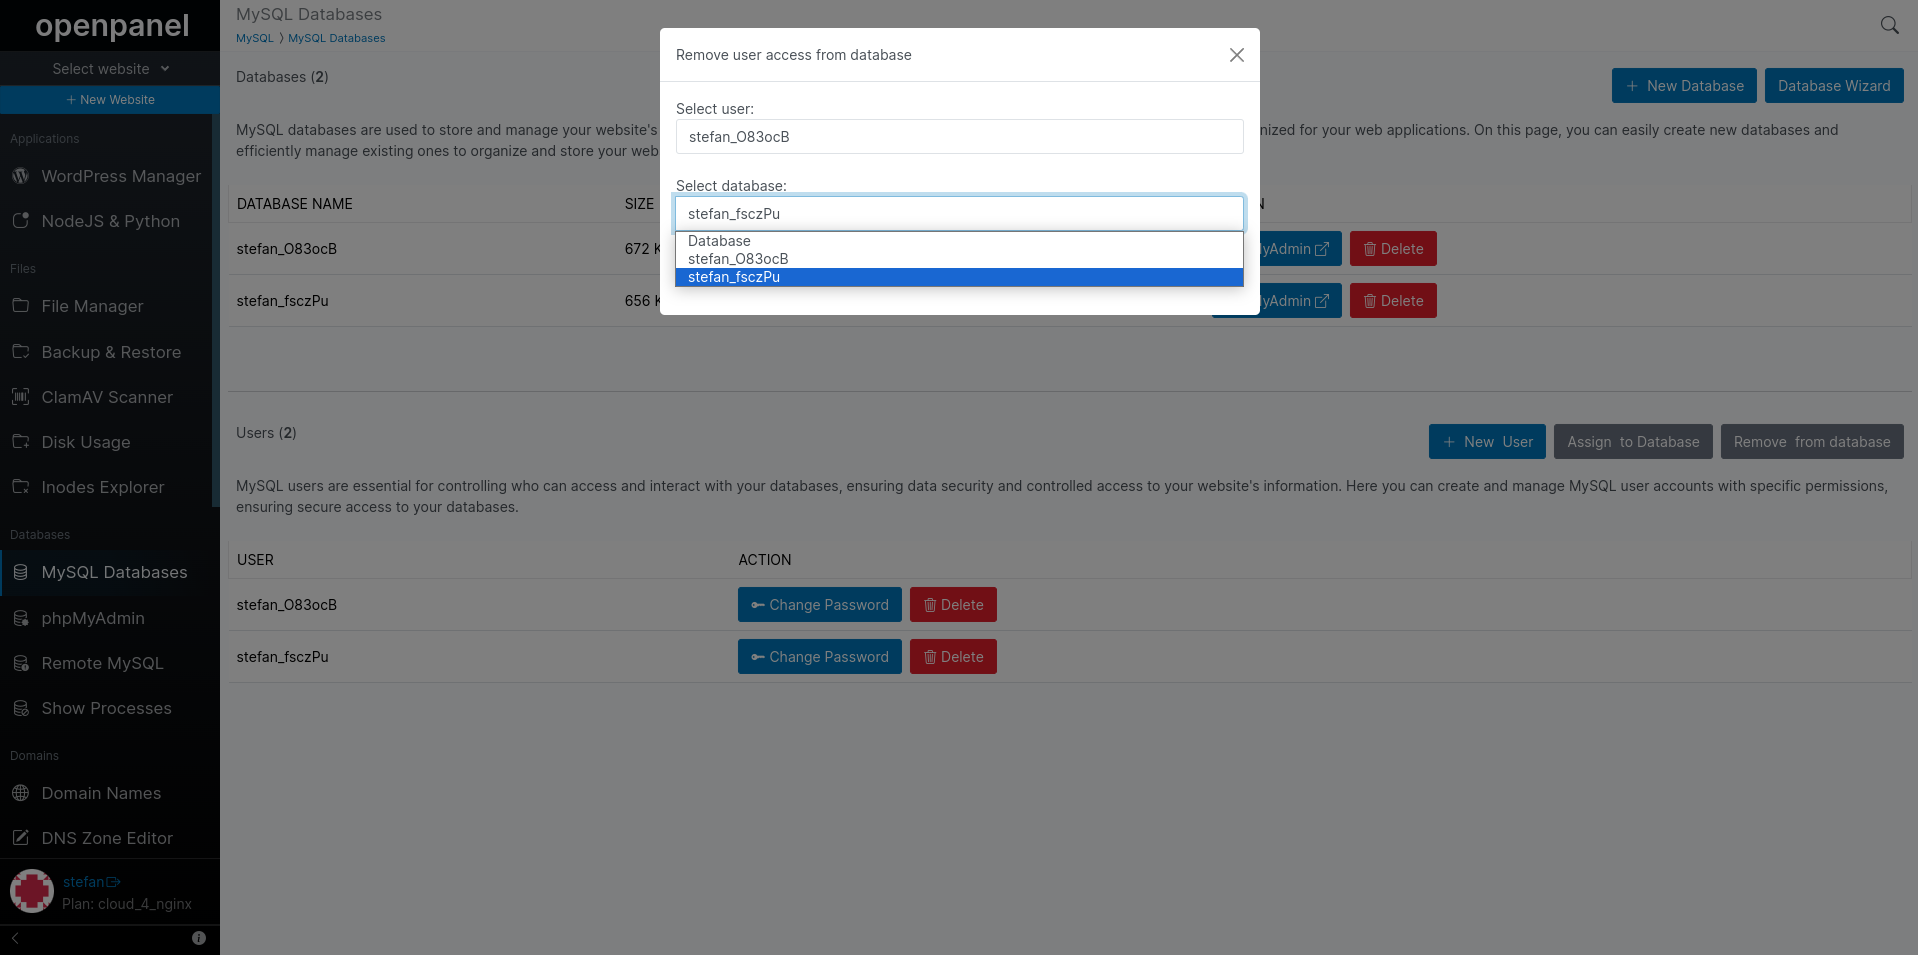 openpanel
Select website
+ New Website
Applications
WordPress Manager
NodeJS & Python
Files
File Manager
Backup & Restore
ClamAV Scanner
Disk Usage
Inodes Explorer
Databases
MySQL Databases
phpMyAdmin
Remote MySQL
Show Processes
Domains
Domain Names
DNS Zone Editor
stefan
Plan: cloud_4_nginx
MySQL Databases
MySQL 〉 MySQL Databases
Databases (2)
+ New Database Database Wizard
MySQL databases are used to store and manage your website's nized for your web applications. On this page, you can easily create new databases and
efficiently manage existing ones to organize and store your web
DATABASE NAME SIZE N
stefan_O83ocB 672 K yAdmin Delete
stefan_fsczPu 656 K yAdmin Delete
Remove user access from database
Select user:
stefan_O83ocB
Select database:
stefan_fsczPu
Database
stefan_O83ocB
stefan_fsczPu
Users (2)
+ New User Assign to Database Remove from database
MySQL users are essential for controlling who can access and interact with your databases, ensuring data security and controlled access to your website's information. Here you can create and manage MySQL user accounts with specific permissions,
ensuring secure access to your databases.
USER ACTION
stefan_O83ocB Change Password Delete
stefan_fsczPu Change Password Delete